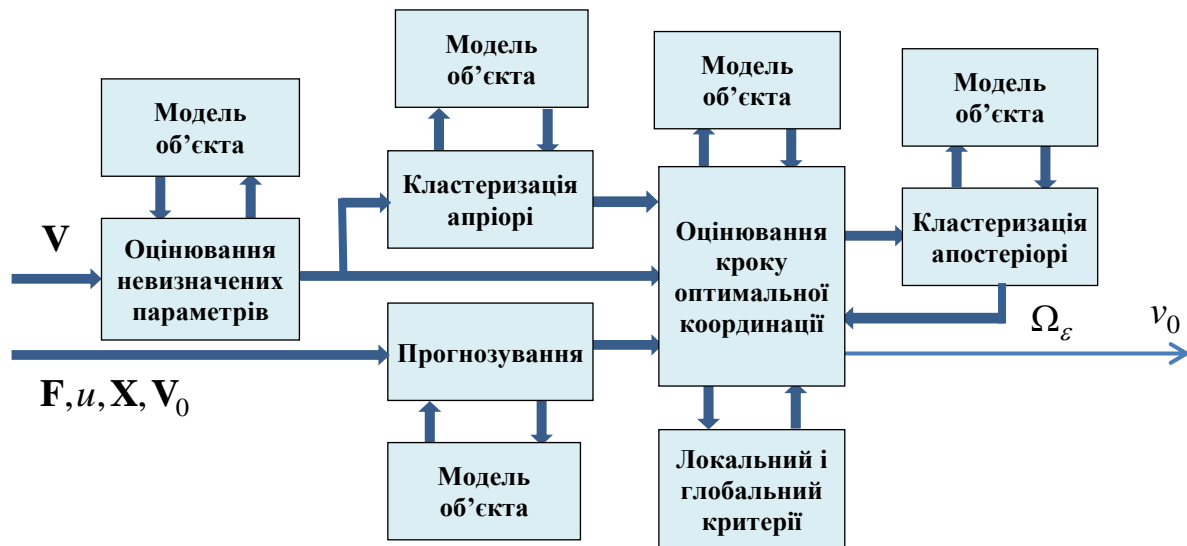 Модель
об’єкта
Модель
об’єкта
Модель
об’єкта
Модель
об’єкта
Кластеризація
апріорі
Оцінювання
кроку
оптимальної
координації
Кластеризація
апостеріорі
V
Оцінювання
невизначених
параметрів
Ω_ε
v₀
Прогнозування
F, u, X, V₀
Модель
об’єкта
Локальний і
глобальний
критерії